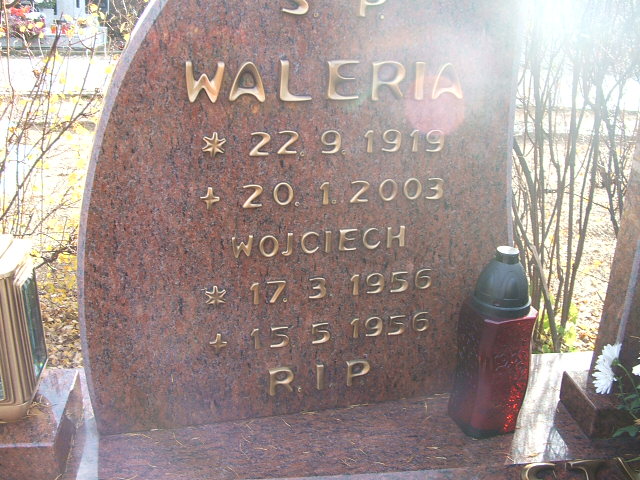 Ś. P.
WALERIA
* 22. 9. 1919
+ 20. 1. 2003
WOJCIECH
* 17. 3. 1956
+ 15. 5. 1956
R.I.P